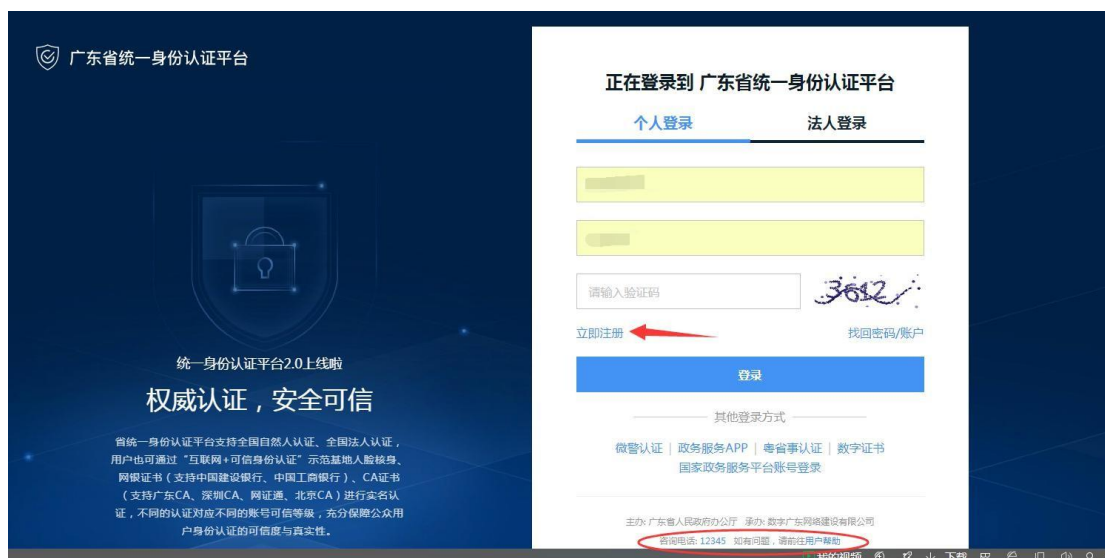 广东省统一身份认证平台
正在登录到 广东省统一身份认证平台
个人登录 法人登录
请输入验证码 3612
立即注册 找回密码/账户
登录
其他登录方式
微警认证 | 政务服务APP | 粤省事认证 | 数字证书
国家政务服务平台账号登录
主办: 广东省人民政府办公厅 承办: 数字广东网络建设有限公司
咨询电话: 12345 如有问题，请前往用户帮助
统一身份认证平台2.0上线啦
权威认证，安全可信
省统一身份认证平台支持全国自然人认证、全国法人认证，
用户也可通过“互联网+可信身份认证”示范基地人脸核身、
网银证书（支持中国建设银行、中国工商银行）、CA证书
（支持广东CA、深圳CA、网证通、北京CA）进行实名认
证，不同的认证对应不同的账号可信等级，充分保障公众用
户身份认证的可信度与真实性。
我的视频 下载